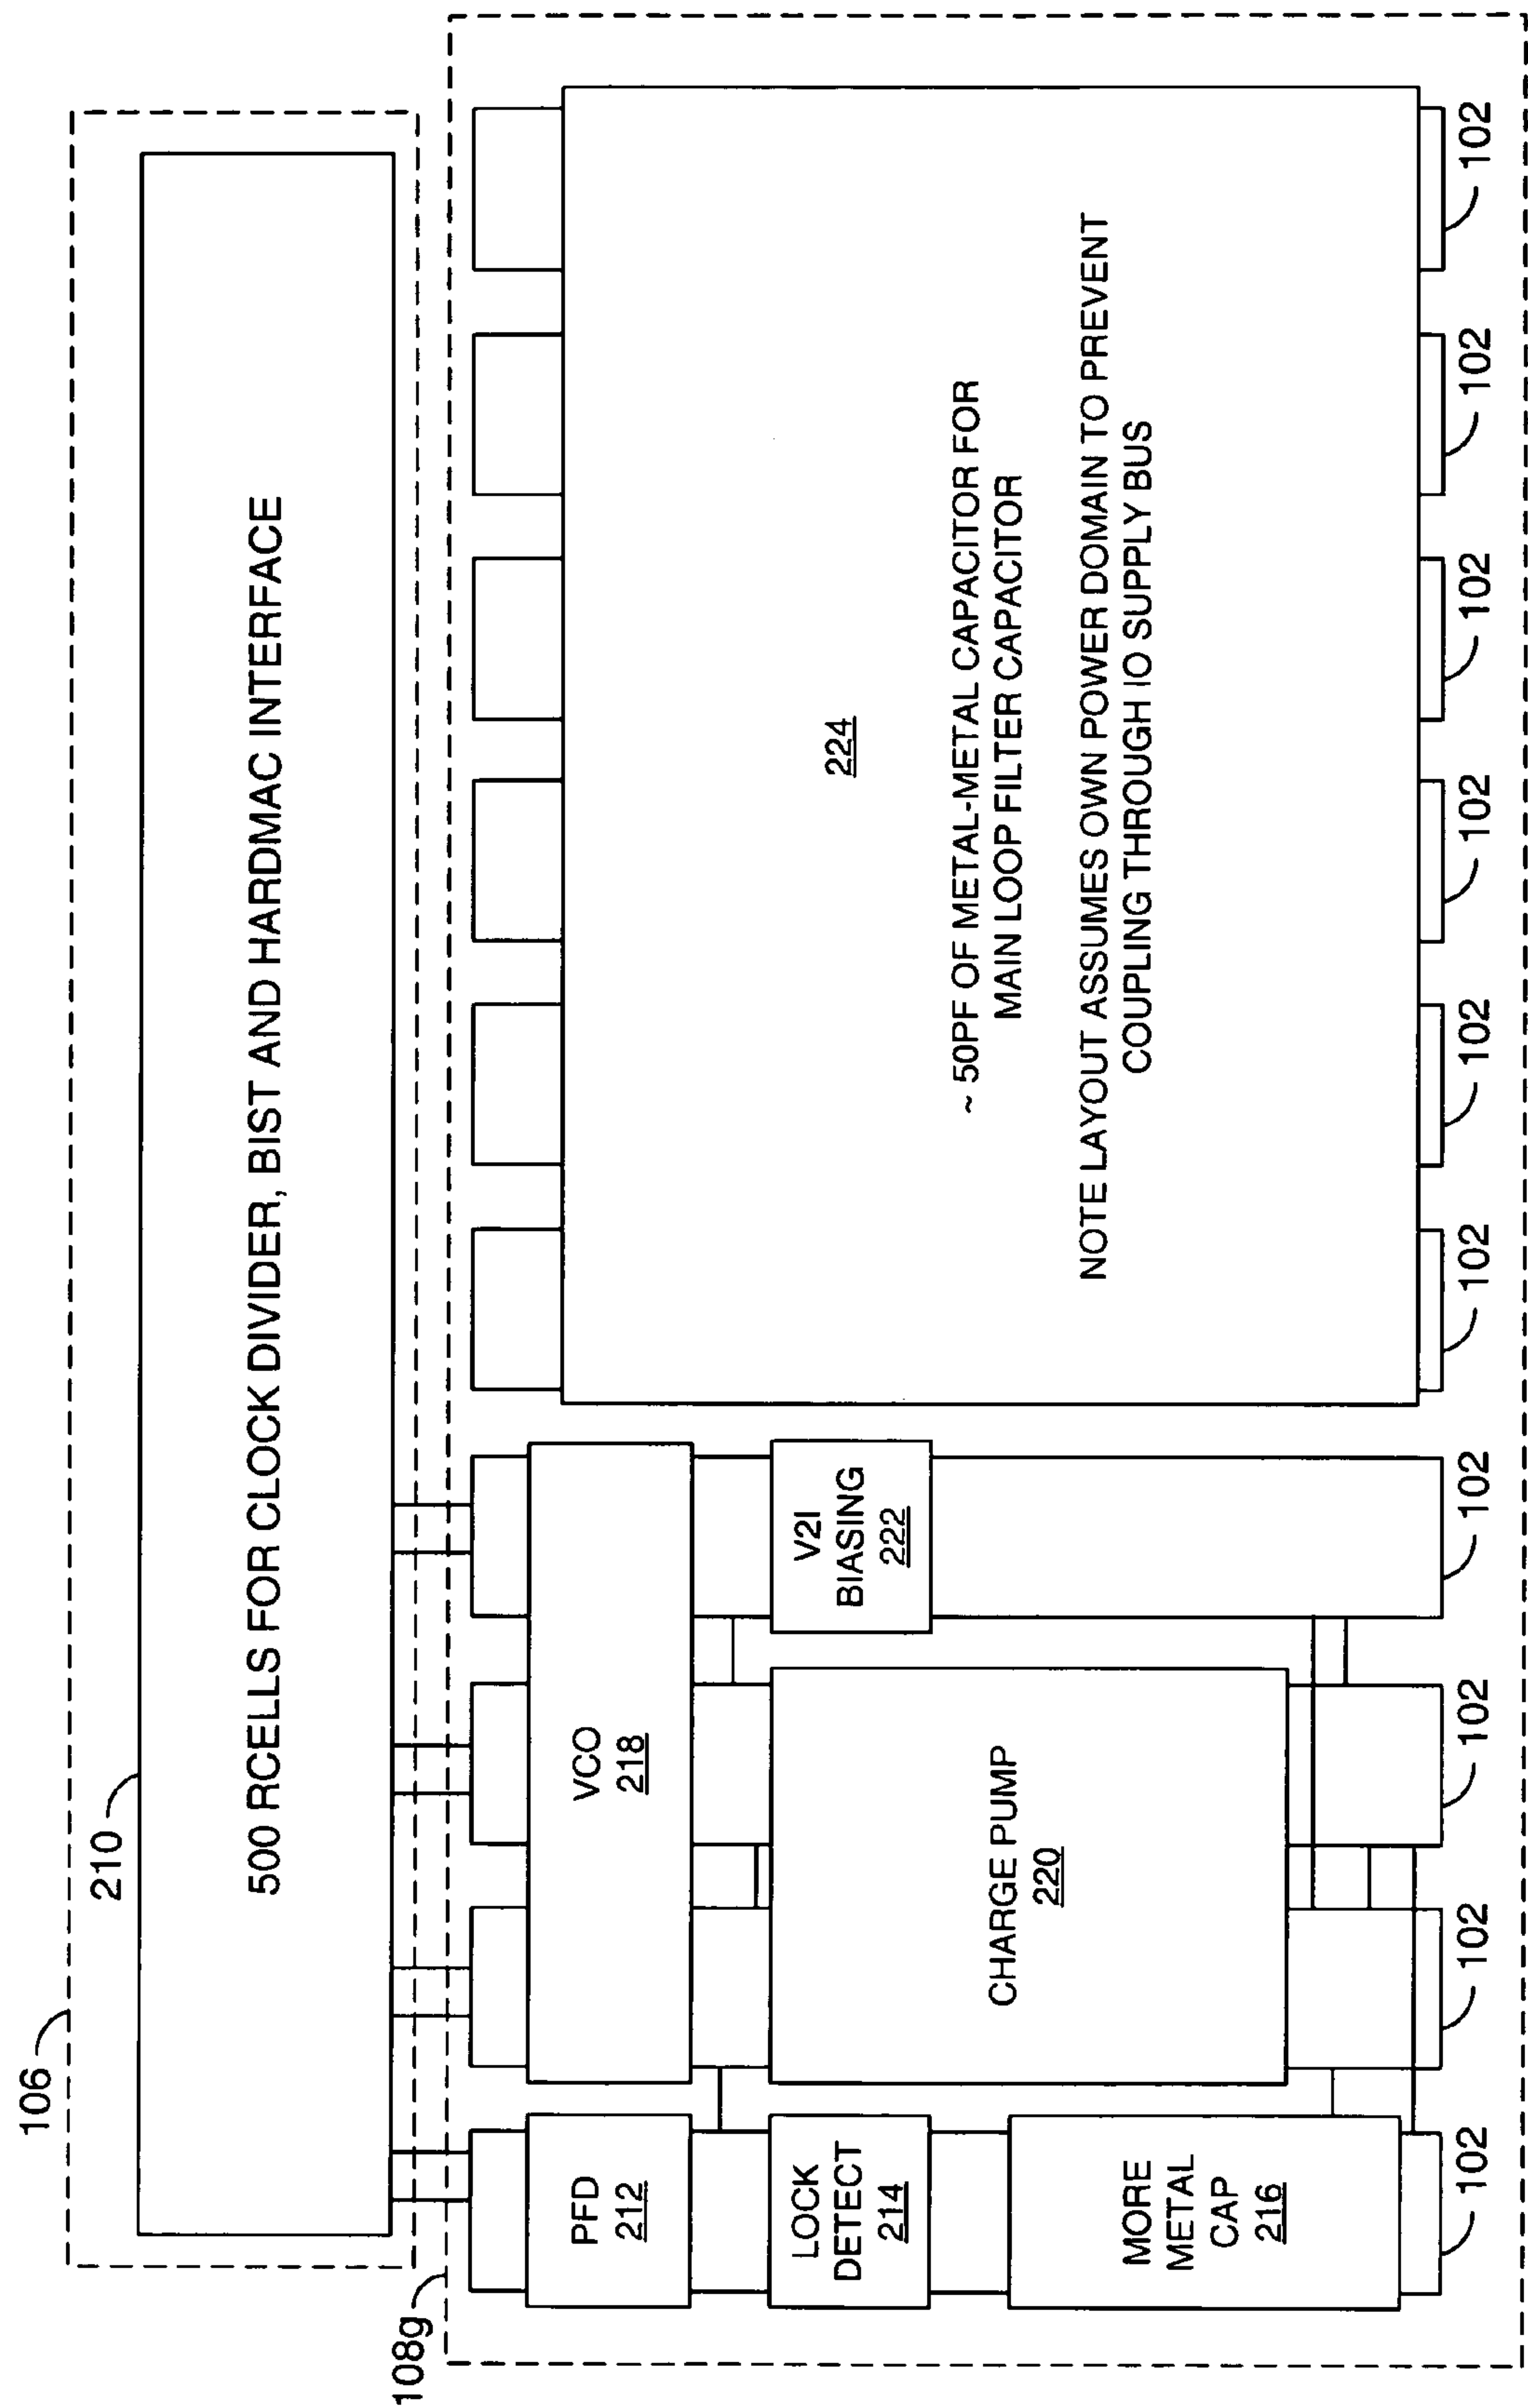 106
210
500 RCELLS FOR CLOCK DIVIDER, BIST AND HARDMAC INTERFACE
108g
PFD
212
LOCK
DETECT
214
MORE
METAL
CAP
216
VCO
218
CHARGE PUMP
220
V2I
BIASING
222
224
~ 50PF OF METAL-METAL CAPACITOR FOR
MAIN LOOP FILTER CAPACITOR
NOTE LAYOUT ASSUMES OWN POWER DOMAIN TO PREVENT
COUPLING THROUGH IO SUPPLY BUS
102
102
102
102
102
102
102
102
102
102